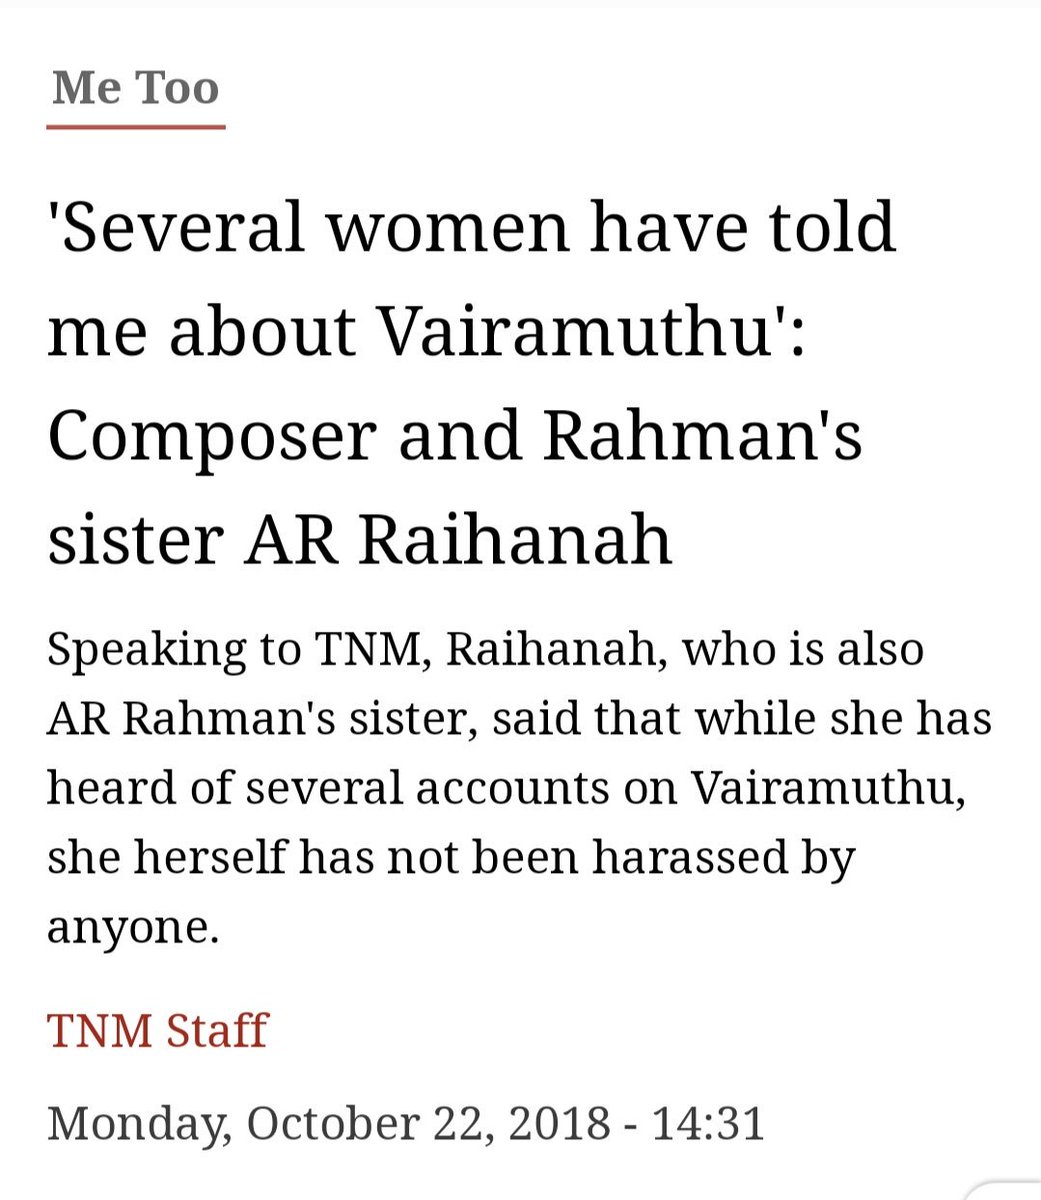 Me Too
'Several women have told
me about Vairamuthu':
Composer and Rahman's
sister AR Raihanah
Speaking to TNM, Raihanah, who is also
AR Rahman's sister, said that while she has
heard of several accounts on Vairamuthu,
she herself has not been harassed by
anyone.
TNM Staff
Monday, October 22, 2018 - 14:31